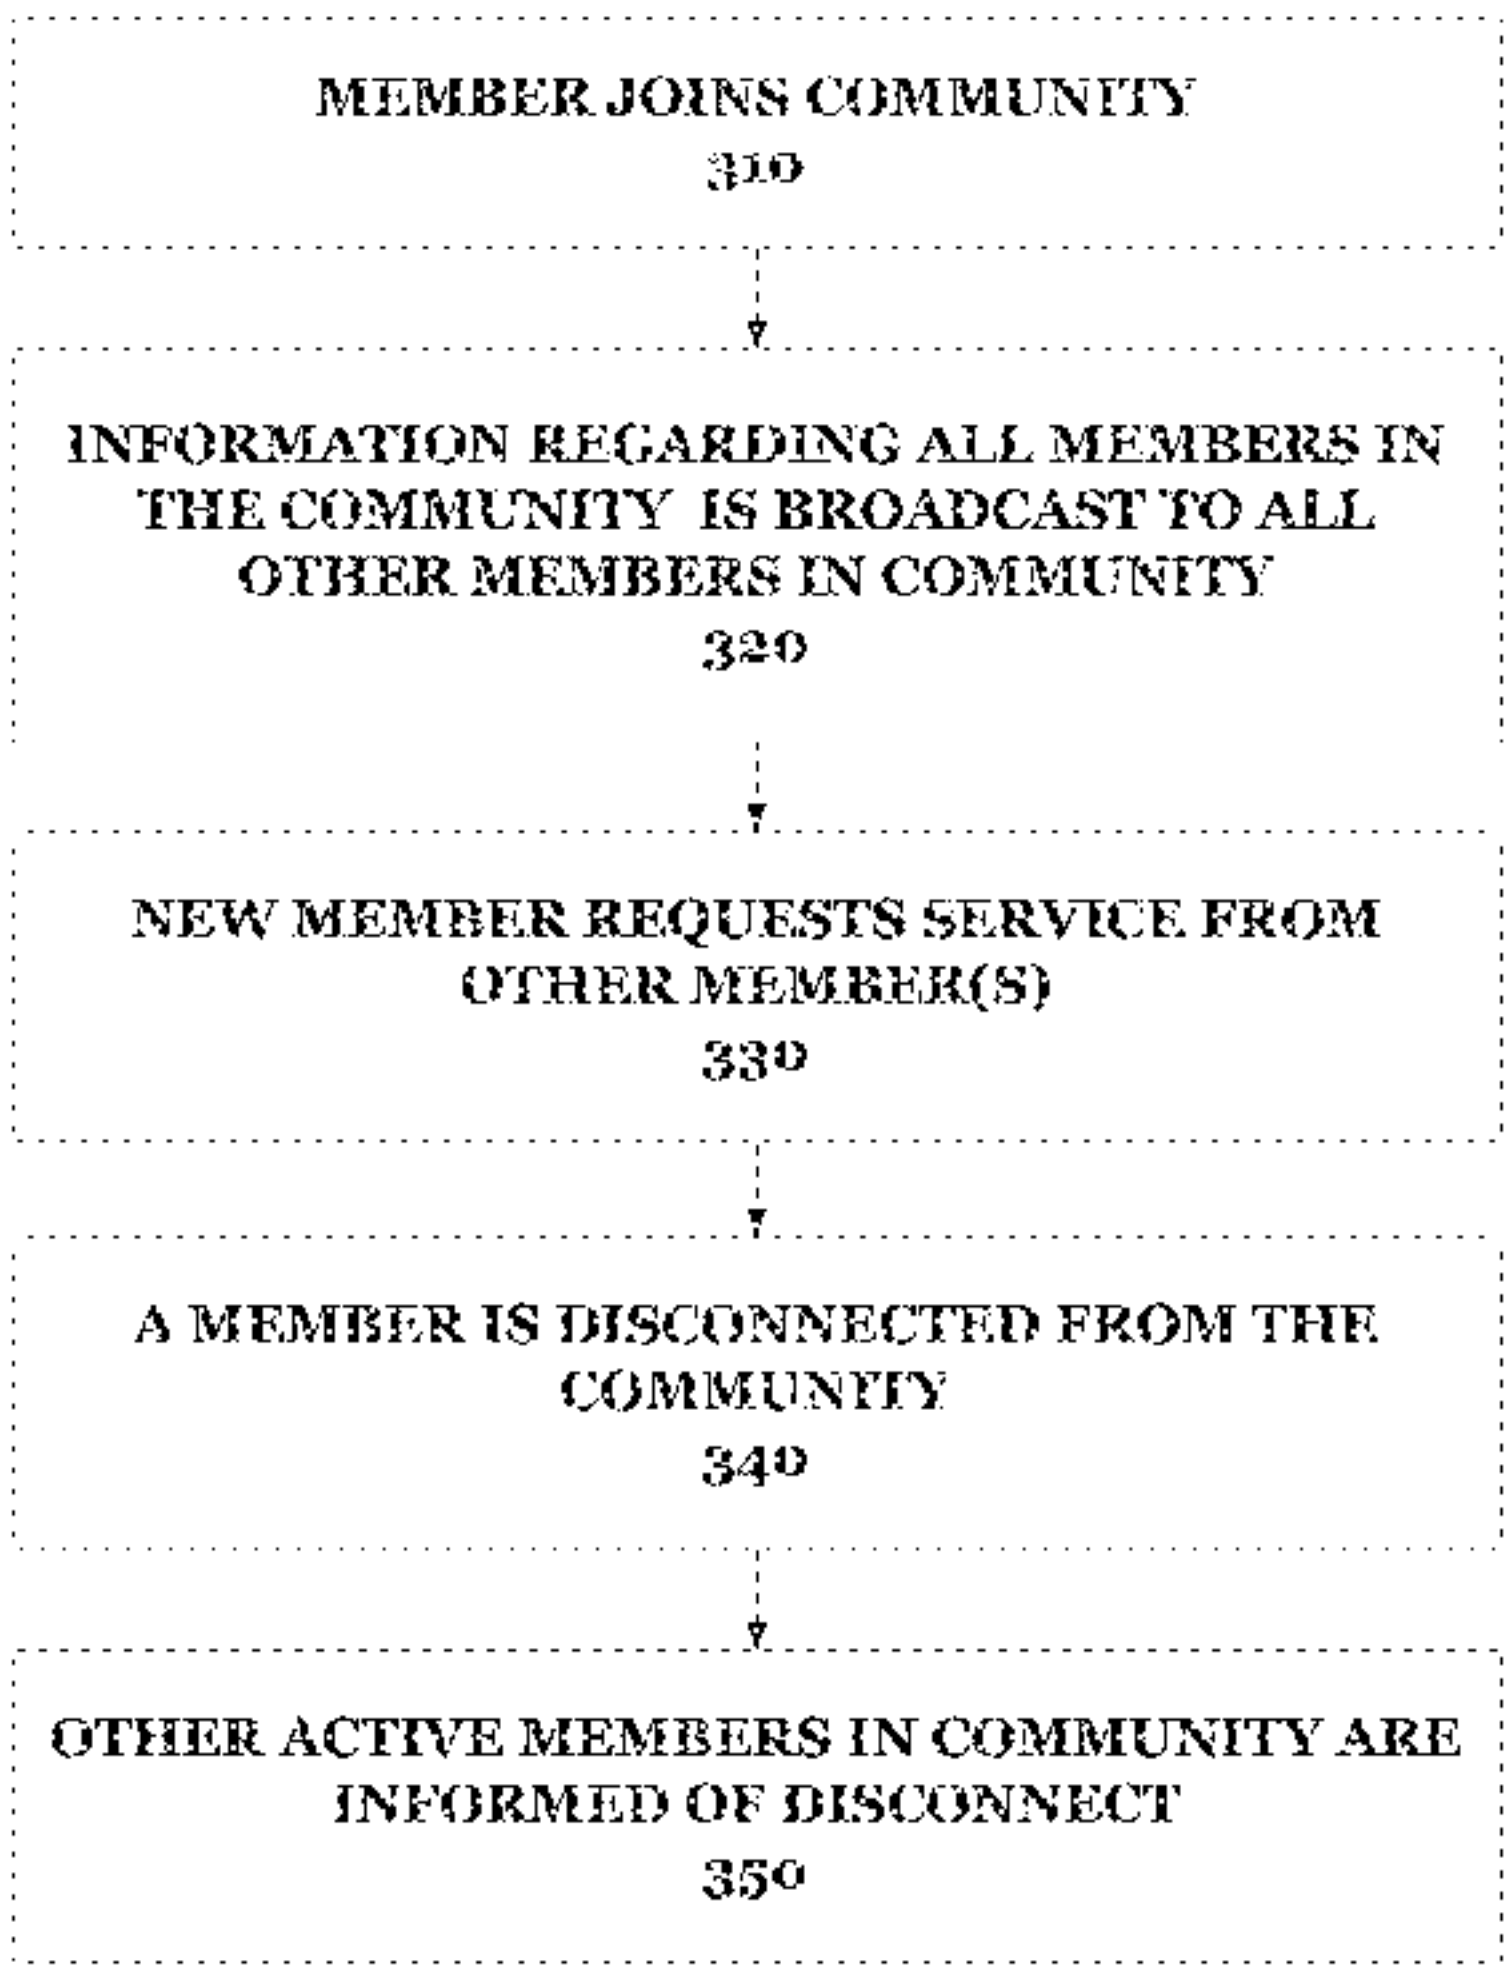 MEMBER JOINS COMMUNITY
310
INFORMATION REGARDING ALL MEMBERS IN
THE COMMUNITY IS BROADCAST TO ALL
OTHER MEMBERS IN COMMUNITY
320
NEW MEMBER REQUESTS SERVICE FROM
OTHER MEMBER(S)
330
A MEMBER IS DISCONNECTED FROM THE
COMMUNITY
340
OTHER ACTIVE MEMBERS IN COMMUNITY ARE
INFORMED OF DISCONNECT
350